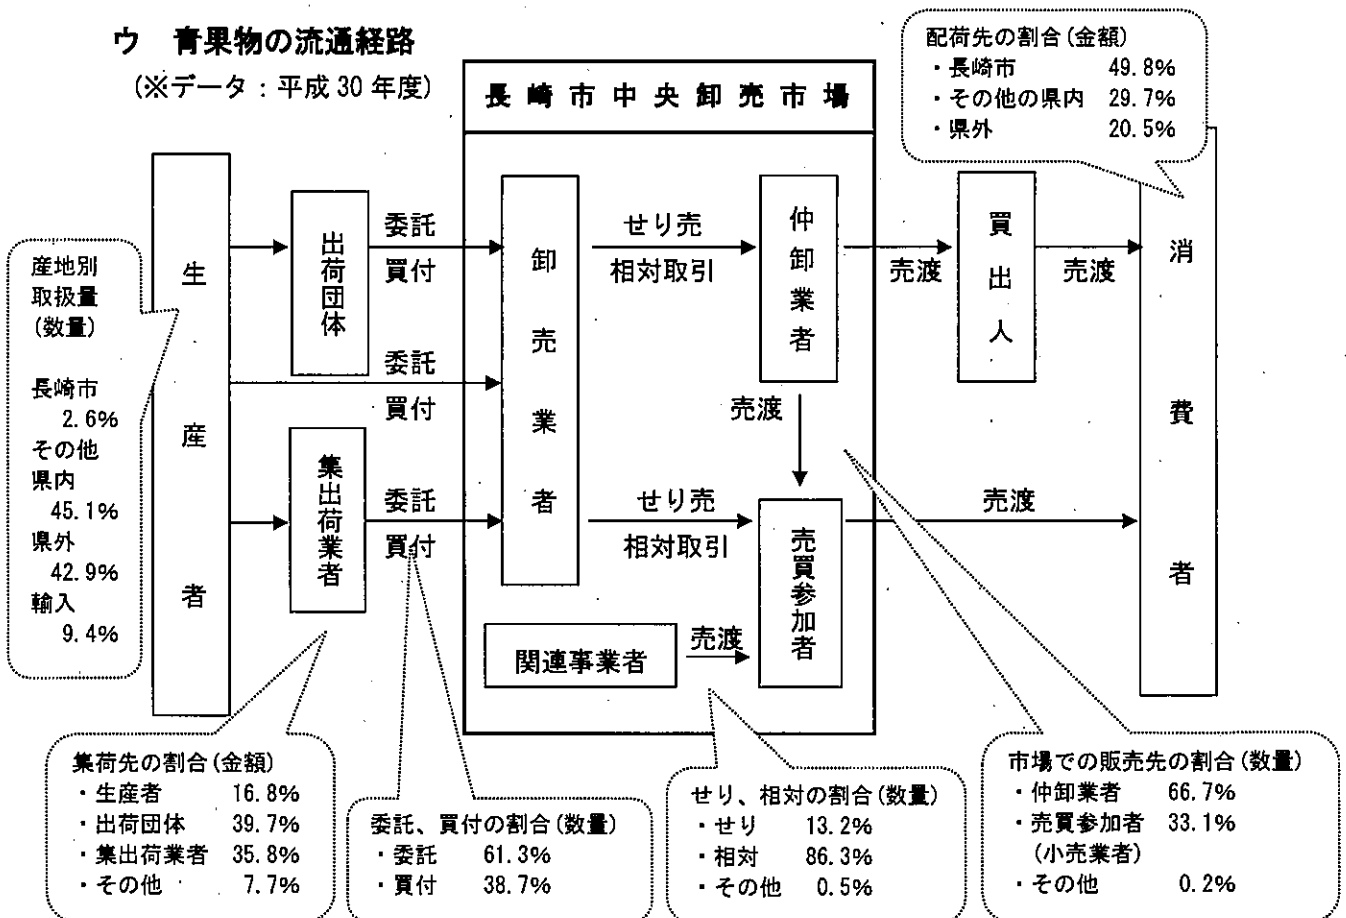 ウ 青果物の流通経路
(※データ：平成30年度)
長崎市中央卸売市場
配荷先の割合(金額)
・長崎市 49.8%
・その他の県内 29.7%
・県外 20.5%
産地別
取扱量
(数量)
長崎市
2.6%
その他
県内
45.1%
県外
42.9%
輸入
9.4%
生産者
出荷団体
集出荷業者
委託
買付
委託
買付
委託
買付
卸売業者
せり売
相対取引
せり売
相対取引
仲卸業者
売渡
売買参加者
関連事業者
売渡
売渡
買出人
売渡
売渡
消費者
集荷先の割合(金額)
・生産者 16.8%
・出荷団体 39.7%
・集出荷業者 35.8%
・その他 7.7%
委託、買付の割合(数量)
・委託 61.3%
・買付 38.7%
せり、相対の割合(数量)
・せり 13.2%
・相対 86.3%
・その他 0.5%
市場での販売先の割合(数量)
・仲卸業者 66.7%
・売買参加者 33.1%
(小売業者)
・その他 0.2%